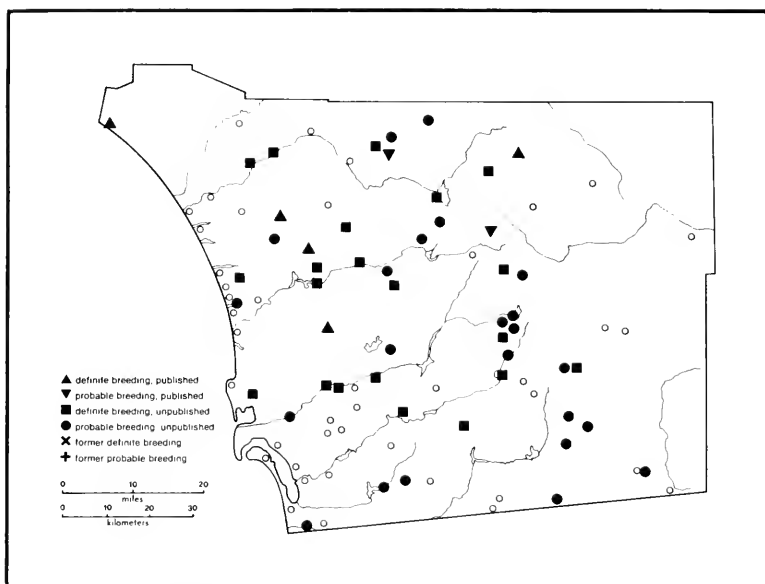 definite breeding, published
probable breeding, published
definite breeding, unpublished
probable breeding unpublished
former definite breeding
former probable breeding
0 10 20
miles
0 10 20 30
kilometers